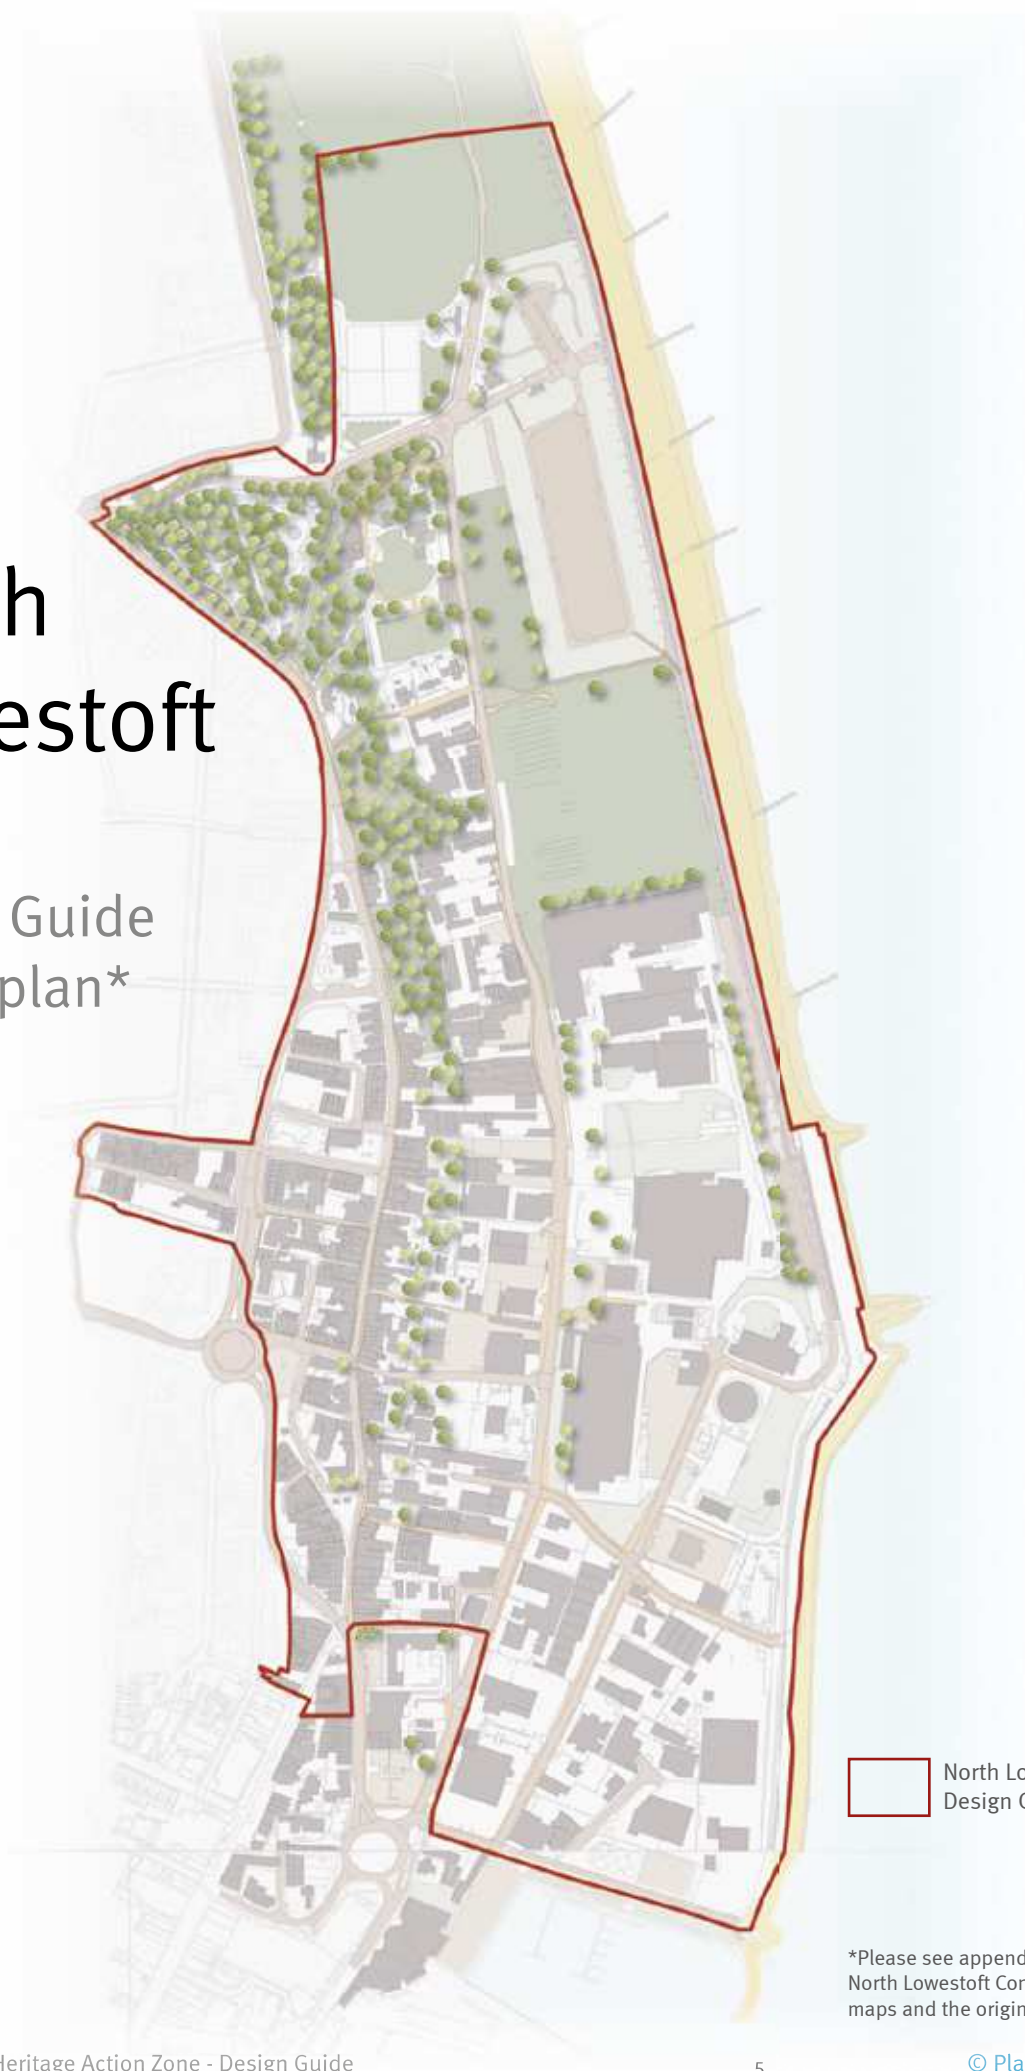 h
estoft
Guide
plan*
North Lo
Design
*Please see append
North Lowestoft Con
maps and the origin
Heritage Action Zone - Design Guide
5
© Pla